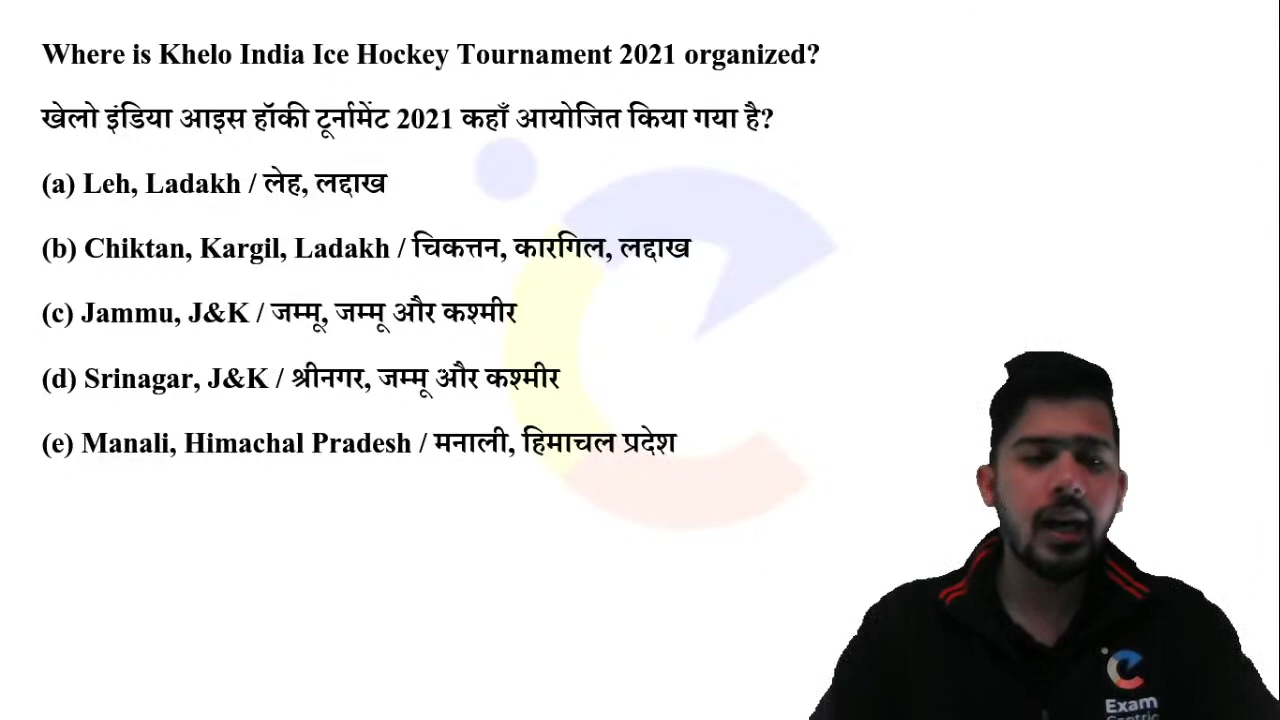 Where is Khelo India Ice Hockey Tournament 2021 organized?
खेलो इंडिया आइस हॉकी टूर्नामेंट 2021 कहाँ आयोजित किया गया है?
(a) Leh, Ladakh / लेह, लद्दाख
(b) Chiktan, Kargil, Ladakh / चिकत्तन, कारगिल, लद्दाख
(c) Jammu, J&K / जम्मू, जम्मू और कश्मीर
(d) Srinagar, J&K / श्रीनगर, जम्मू और कश्मीर
(e) Manali, Himachal Pradesh / मनाली, हिमाचल प्रदेश
Exam